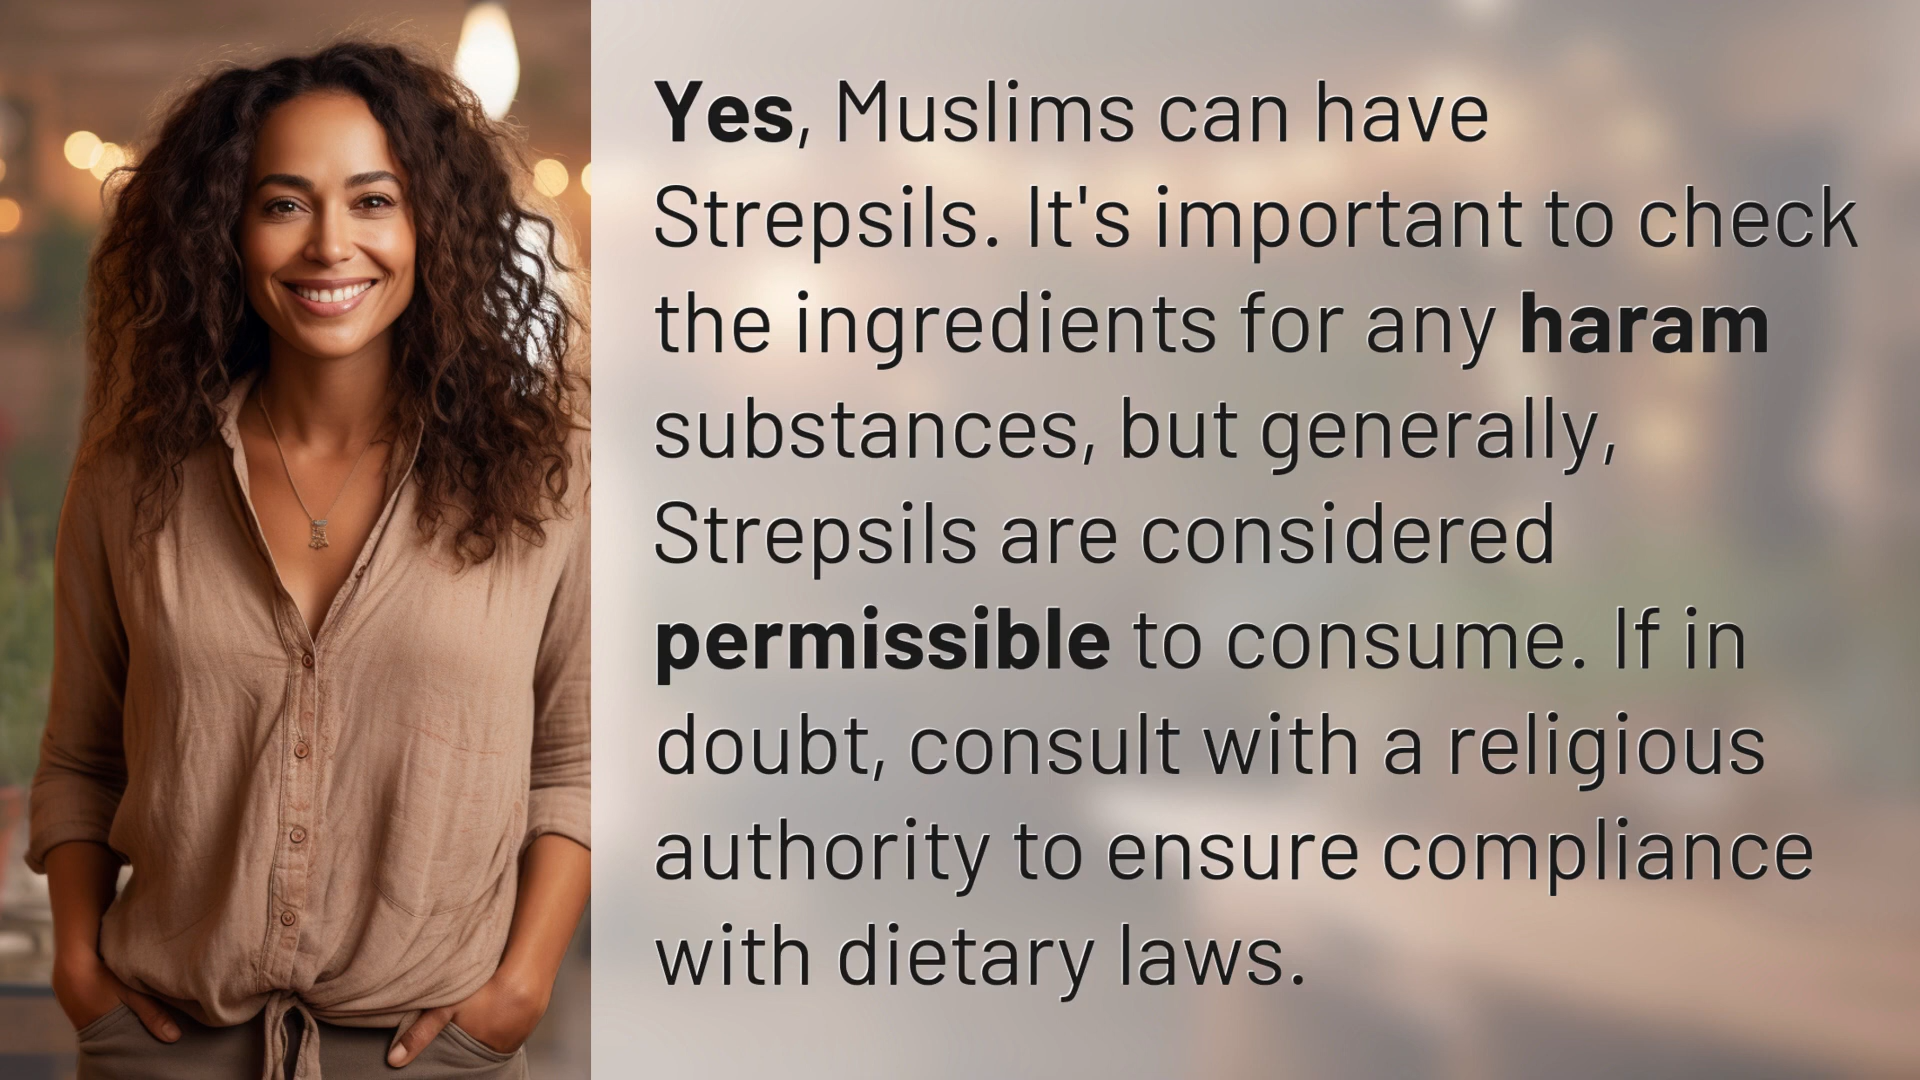 Yes, Muslims can have
Strepsils. It's important to check
the ingredients for any haram
substances, but generally,
Strepsils are considered
permissible to consume. If in
doubt, consult with a religious
authority to ensure compliance
with dietary laws.